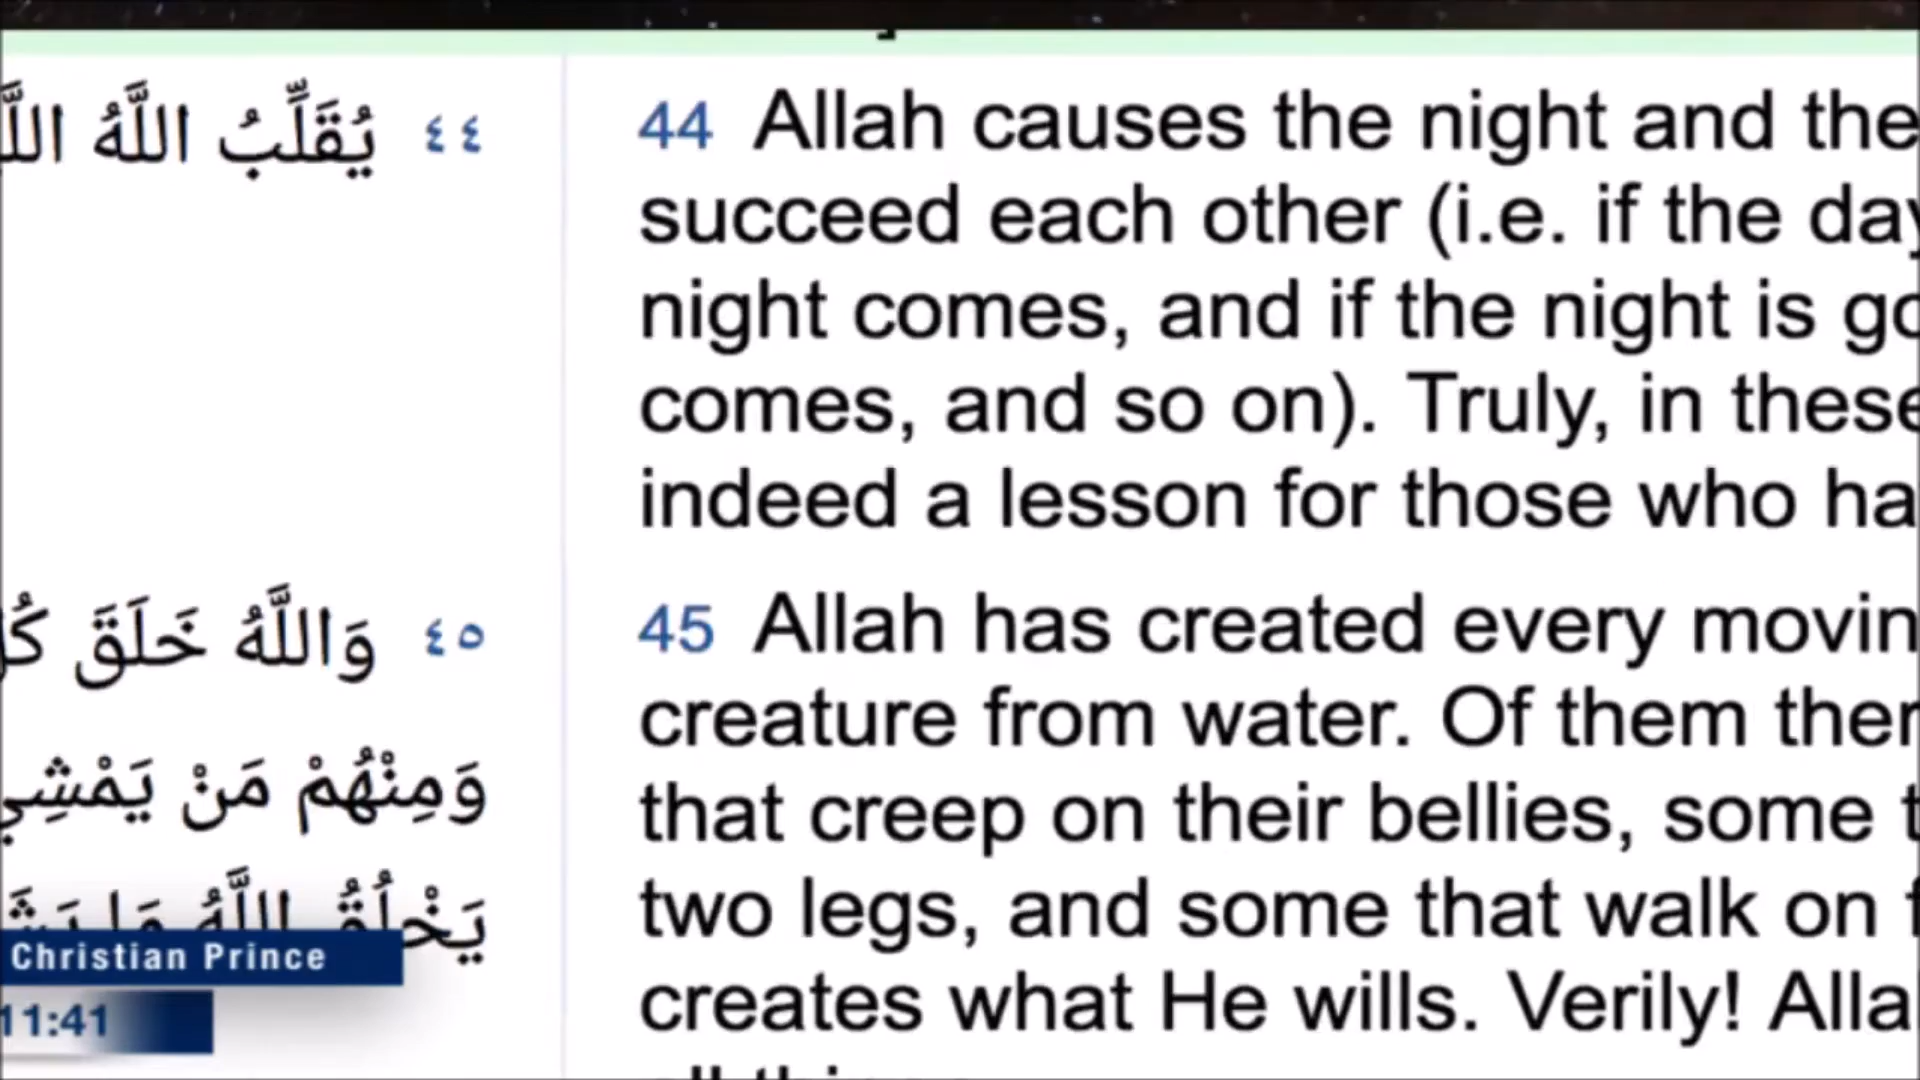 44 Allah causes the night and the
succeed each other (i.e. if the day
night comes, and if the night is
comes, and so on). Truly, in these
indeed a lesson for those who
45 Allah has created every
creature from water. Of them
that creep on their bellies, some
two legs, and some that walk on
creates what He wills. Verily!
٤٤ يُقَلِّبُ اللَّهُ
٤٥ وَاللَّهُ خَلَقَ
وَمِنْهُمْ مَنْ يَمْشِي
يَخْلُقُ اللَّهُ مَا
Christian Prince
11:41